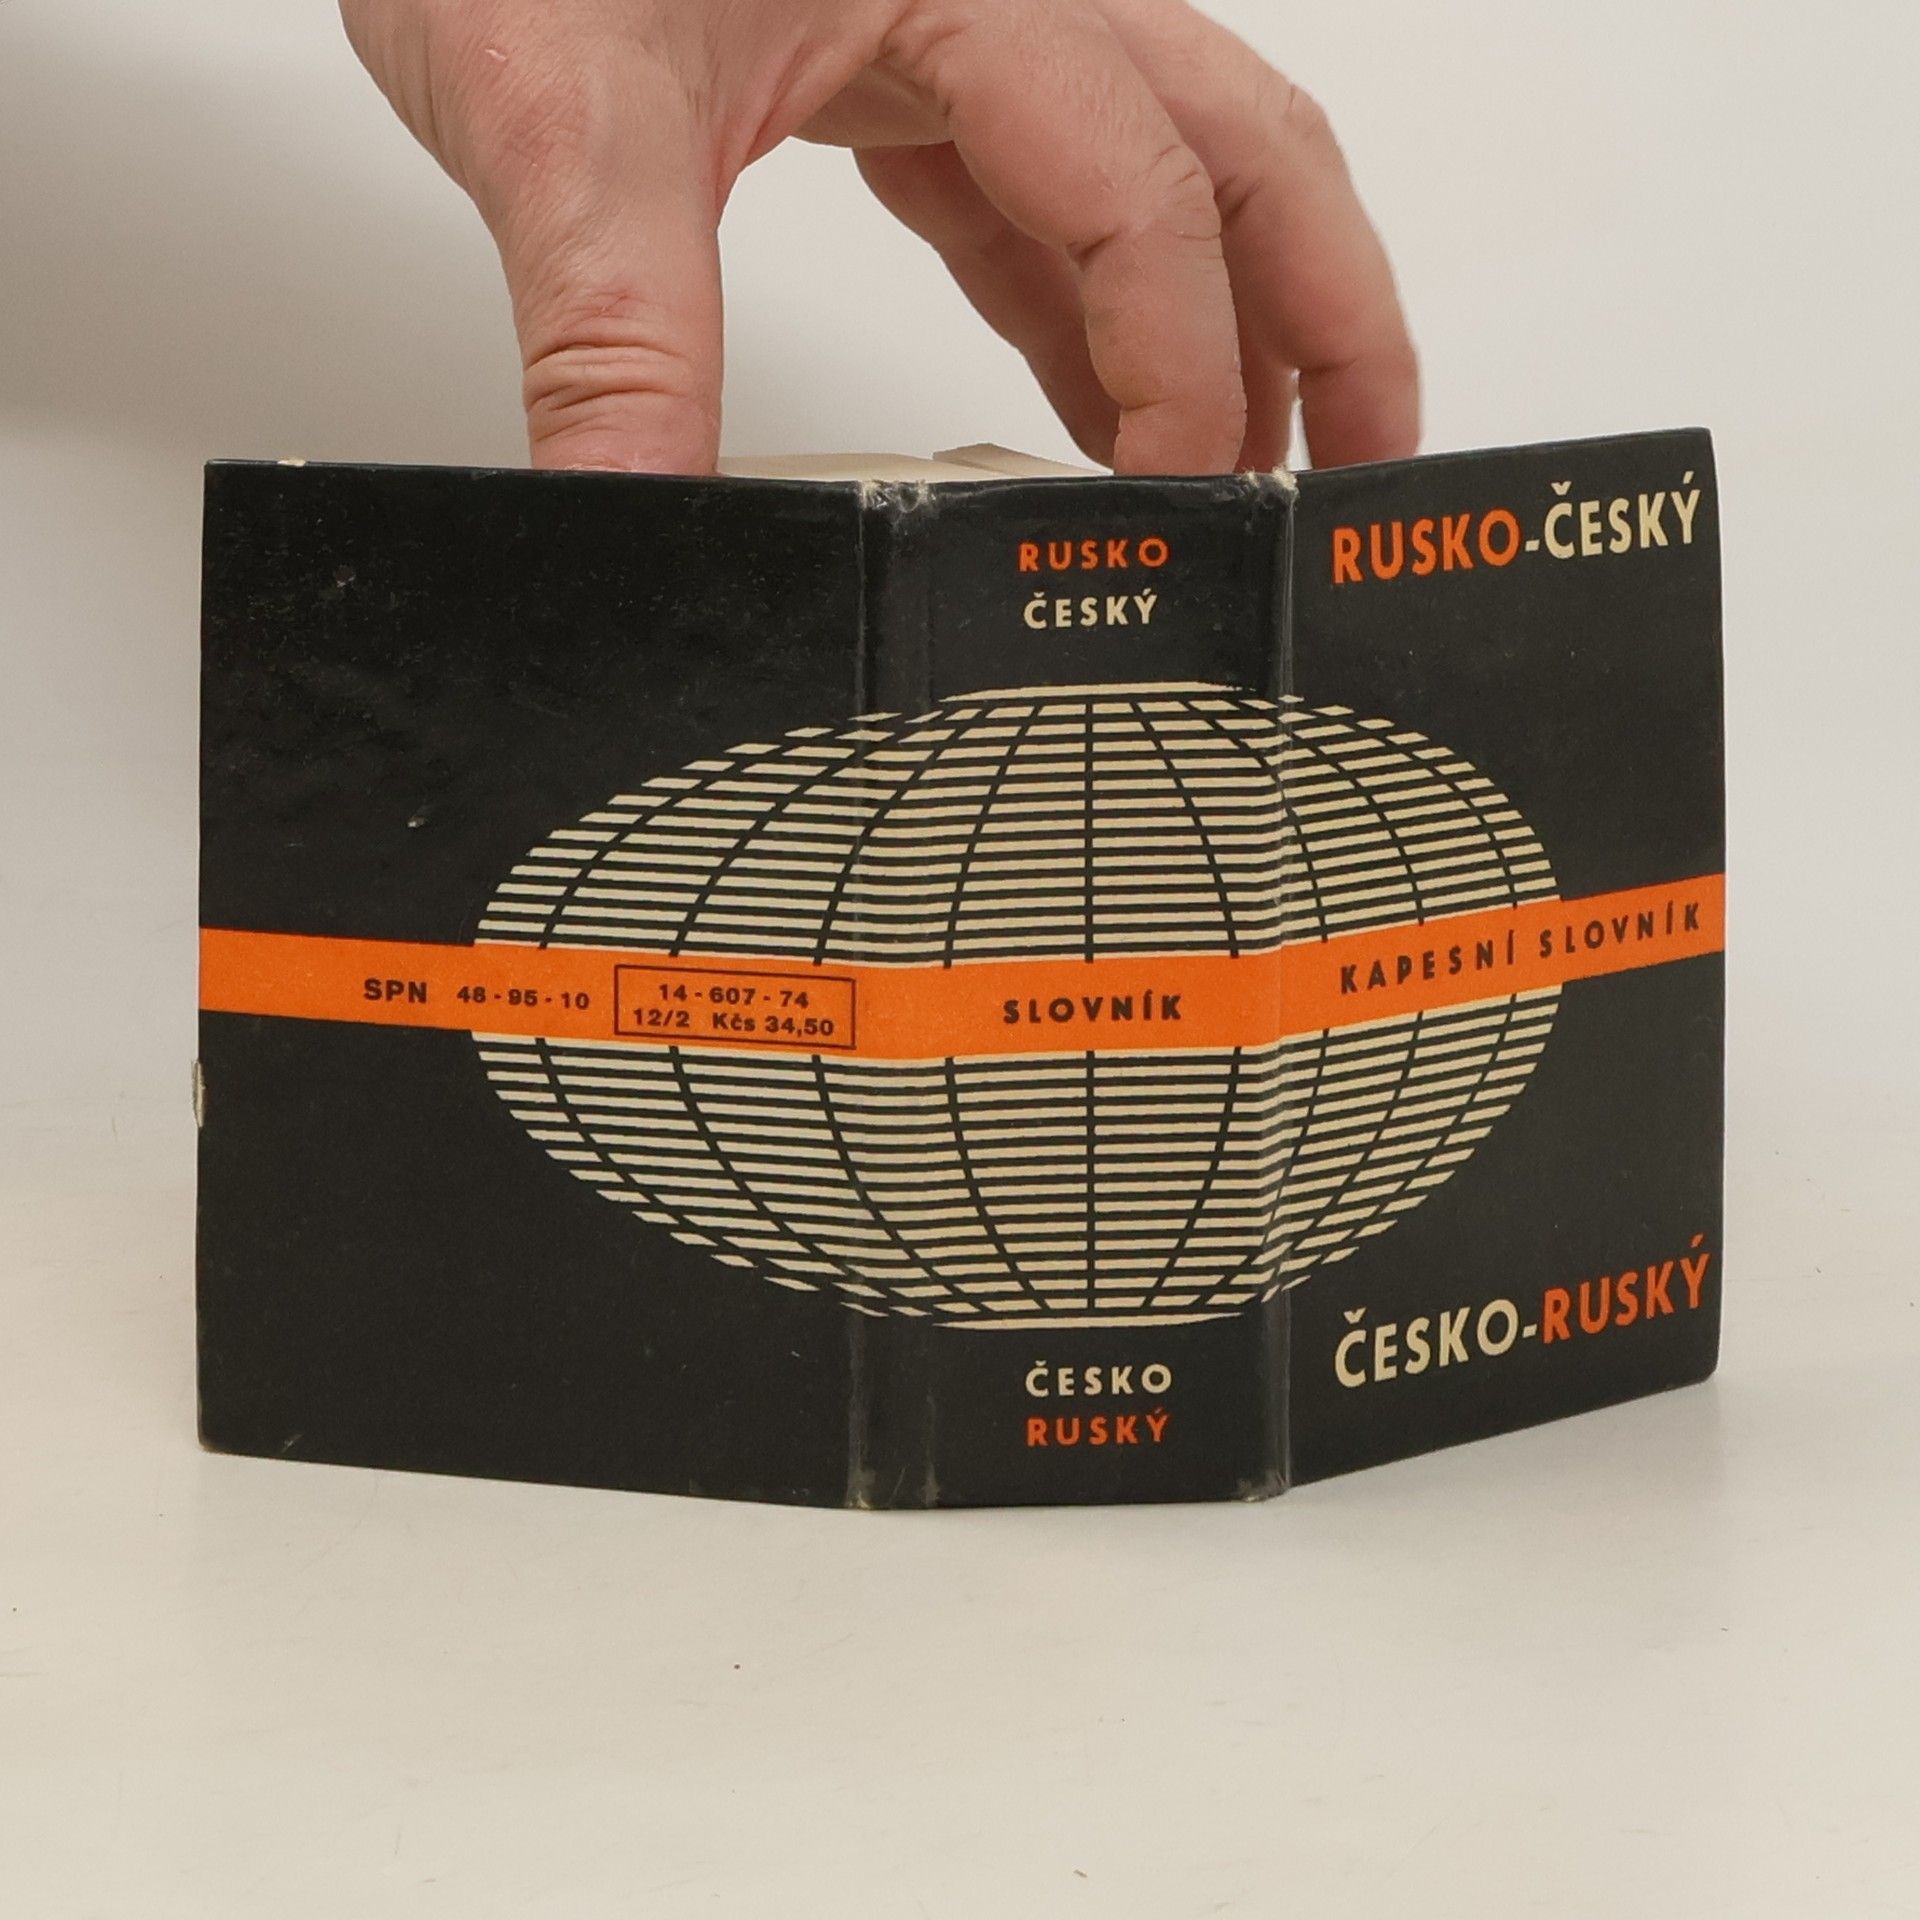 RUSKO-ČESKÝ
KAPESNÍ SLOVNÍK
ČESKO-RUSKÝ
RUSKO
ČESKÝ
SLOVNÍK
ČESKO
RUSKÝ
SPN 48-95-10
14-607-74
12/2 Kčs 34,50